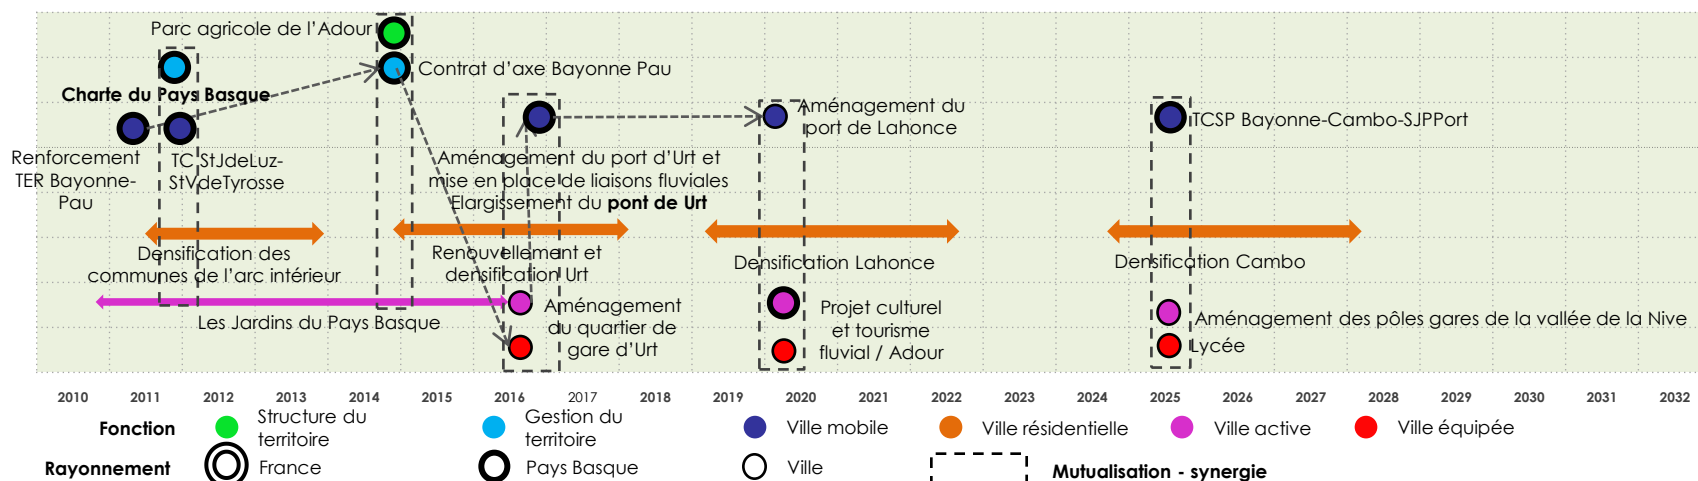 Parc agricole de l'Adour
Contrat d'axe Bayonne Pau
Charte du Pays Basque
Renforcement
TER Bayonne-
Pau
TC StJdeLuz-
StVdeTyrosse
Aménagement du port d'Urt et
mise en place de liaisons fluviales
Elargissement du pont de Urt
Aménagement du
port de Lahonce
TCSP Bayonne-Cambo-SJPPort
Densification des
communes de l'arc intérieur
Renouvellement et
densification Urt
Densification Lahonce
Densification Cambo
Les Jardins du Pays Basque
Aménagement
du quartier de
gare d'Urt
Projet culturel
et tourisme
fluvial / Adour
Aménagement des pôles gares de la vallée de la Nive
Lycée
2010 2011 2012 2013 2014 2015 2016 2017 2018 2019 2020 2021 2022 2023 2024 2025 2026 2027 2028 2029 2030 2031 2032
Fonction
Structure du
territoire
Gestion du
territoire
Ville mobile
Ville résidentielle
Ville active
Ville équipée
Rayonnement
France
Pays Basque
Ville
Mutualisation - synergie